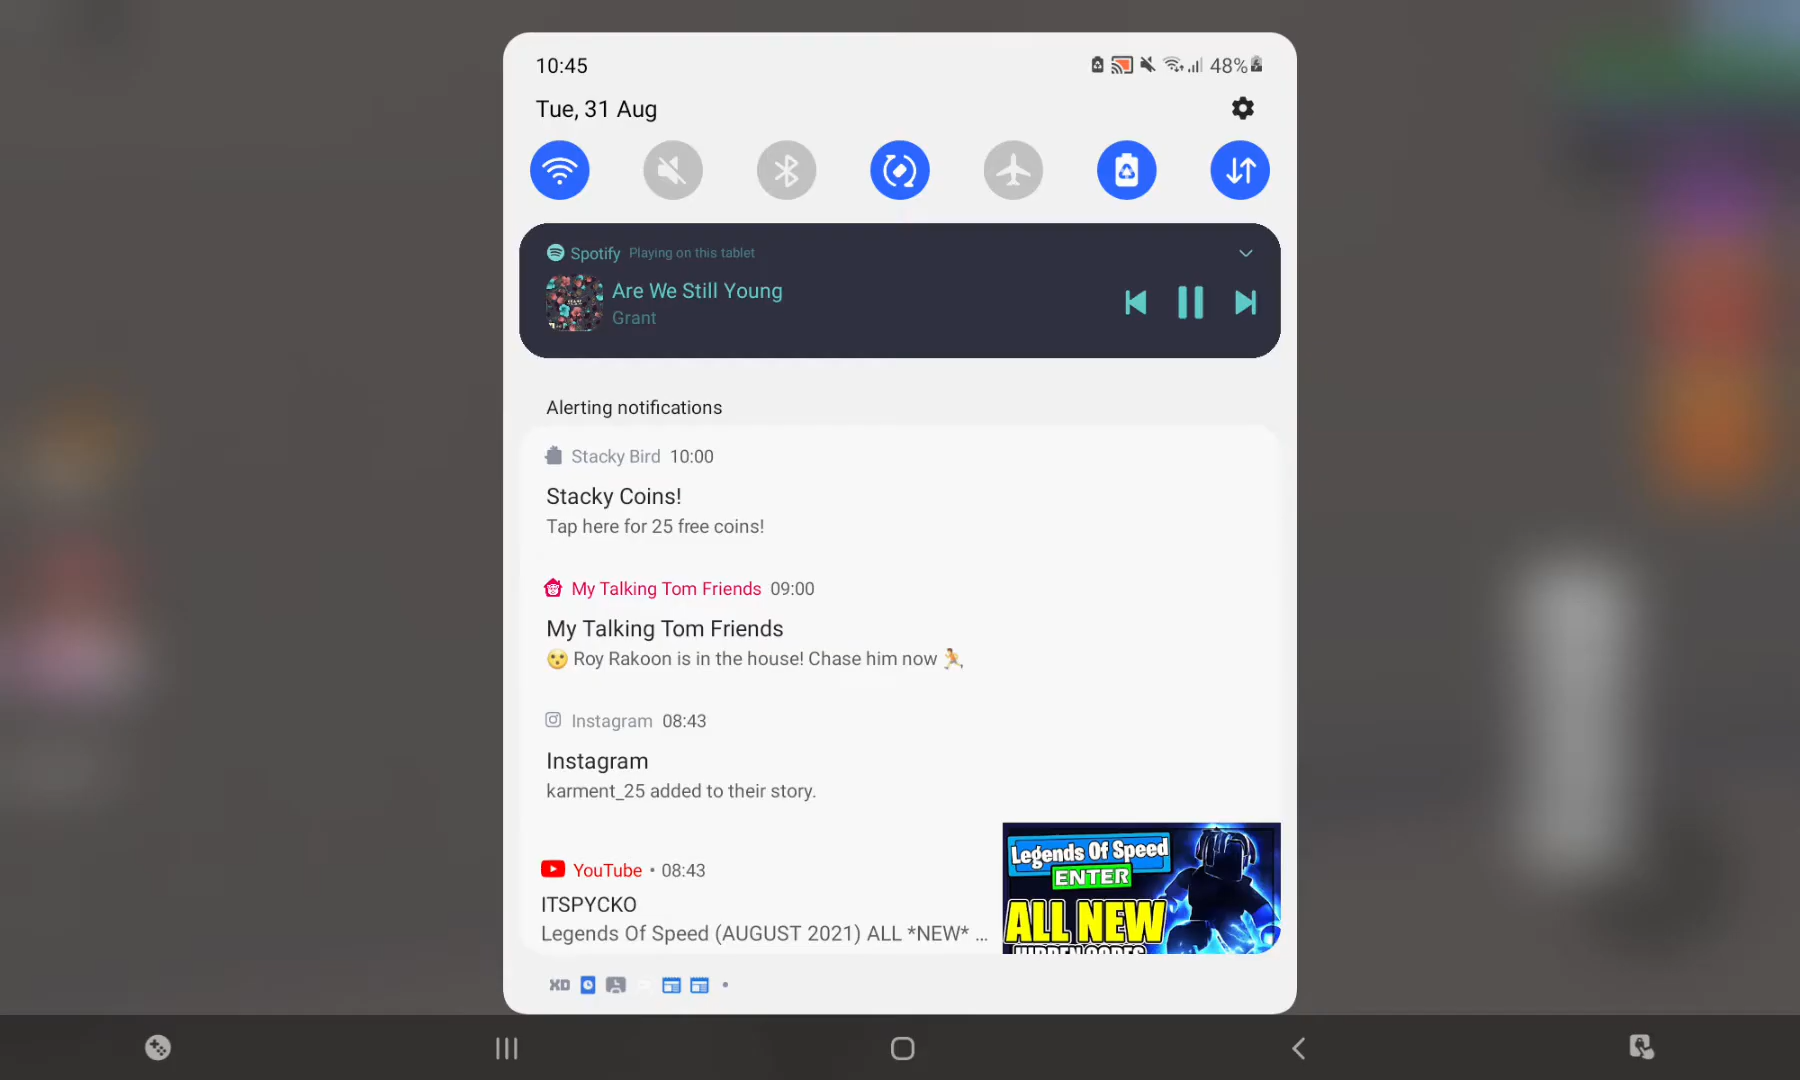 10:45
48%
Tue, 31 Aug
Spotify Playing on this tablet
Are We Still Young
Grant
Alerting notifications
Stacky Bird 10:00
Stacky Coins!
Tap here for 25 free coins!
My Talking Tom Friends 09:00
My Talking Tom Friends
😯 Roy Rakoon is in the house! Chase him now 🏃
Instagram 08:43
Instagram
karment_25 added to their story.
YouTube • 08:43
ITSPYCKO
Legends Of Speed (AUGUST 2021) ALL *NEW* ...
Legends Of Speed
ENTER
ALL NEW
XD